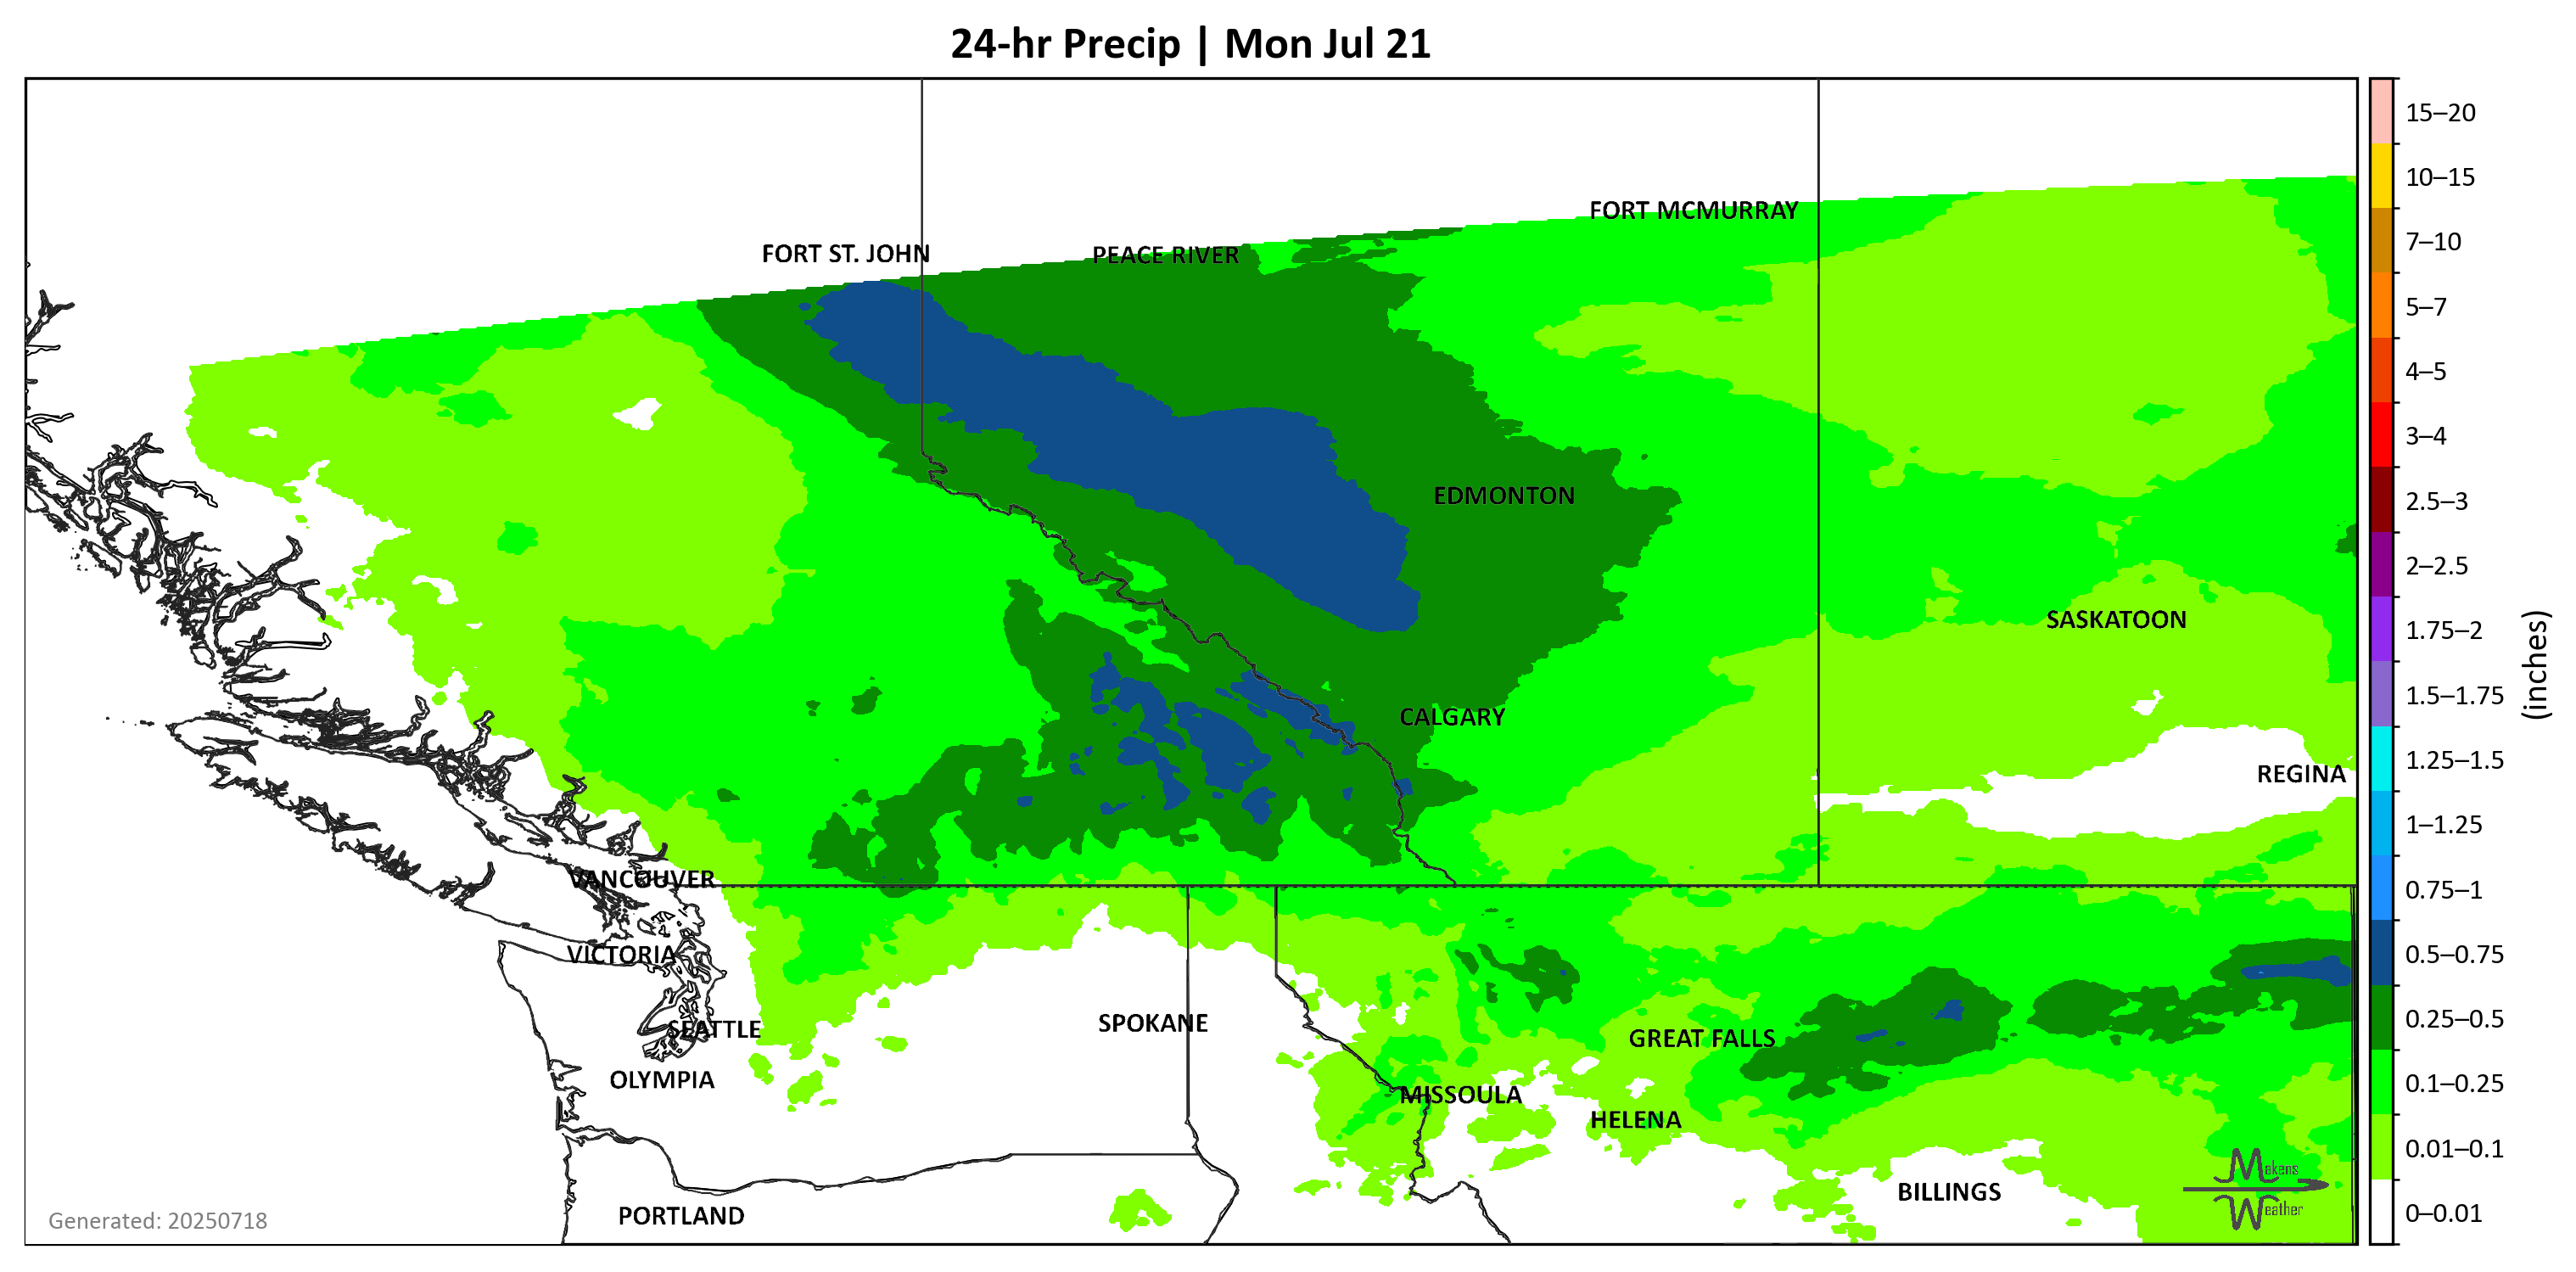 24-hr Precip | Mon Jul 21
15–20
10–15
FORT MCMURRAY
FORT ST. JOHN
PEACE RIVER
7–10
5–7
4–5
3–4
EDMONTON
2.5–3
2–2.5
SASKATOON
1.75–2
(inches)
1.5–1.75
CALGARY
1.25–1.5
REGINA
1–1.25
VANCOUVER
0.75–1
VICTORIA
0.5–0.75
SPOKANE
SEATTLE
GREAT FALLS
0.25–0.5
OLYMPIA
0.1–0.25
MISSOULA
HELENA
0.01–0.1
Makens
Weather
BILLINGS
PORTLAND
0–0.01
Generated: 20250718